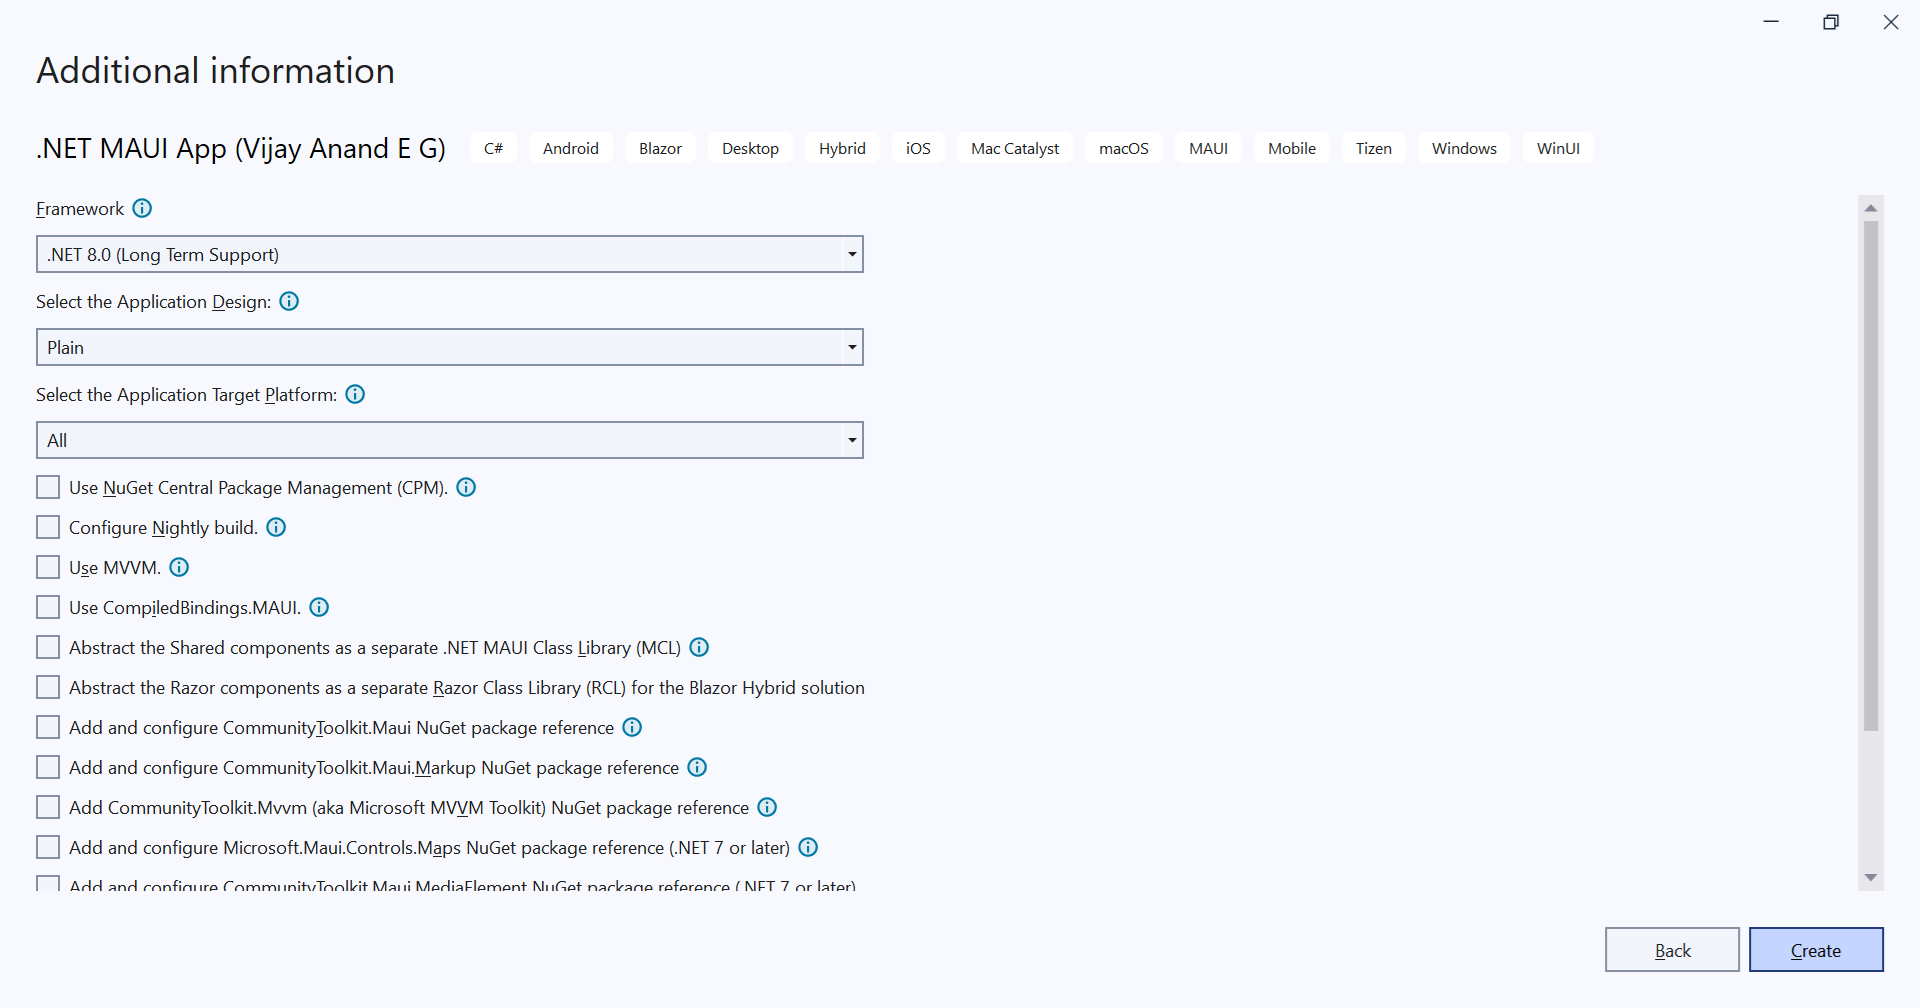 Additional information
.NET MAUI App (Vijay Anand E G) C# Android Blazor Desktop Hybrid iOS Mac Catalyst macOS MAUI Mobile Tizen Windows WinUI
Framework
.NET 8.0 (Long Term Support)
Select the Application Design:
Plain
Select the Application Target Platform:
All
Use NuGet Central Package Management (CPM).
Configure Nightly build.
Use MVVM.
Use CompiledBindings.MAUI.
Abstract the Shared components as a separate .NET MAUI Class Library (MCL)
Abstract the Razor components as a separate Razor Class Library (RCL) for the Blazor Hybrid solution
Add and configure CommunityToolkit.Maui NuGet package reference
Add and configure CommunityToolkit.Maui.Markup NuGet package reference
Add CommunityToolkit.Mvvm (aka Microsoft MVVM Toolkit) NuGet package reference
Add and configure Microsoft.Maui.Controls.Maps NuGet package reference (.NET 7 or later)
Add and configure CommunityToolkit.Maui.MediaElement NuGet package reference (.NET 7 or later)
Back Create